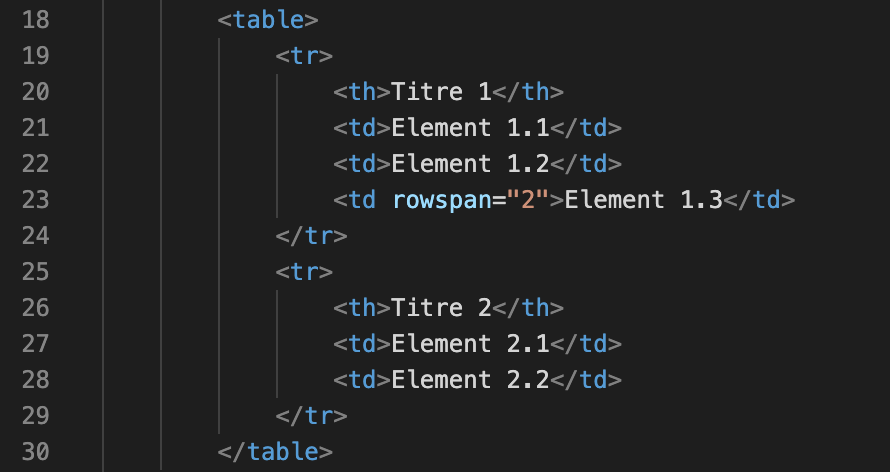 18 <table>
19 <tr>
20 <th>Titre 1</th>
21 <td>Element 1.1</td>
22 <td>Element 1.2</td>
23 <td rowspan="2">Element 1.3</td>
24 </tr>
25 <tr>
26 <th>Titre 2</th>
27 <td>Element 2.1</td>
28 <td>Element 2.2</td>
29 </tr>
30 </table>